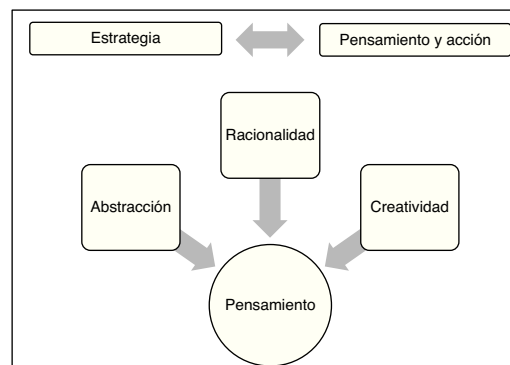 Estrategia
Pensamiento y acción
Racionalidad
Abstracción
Creatividad
Pensamiento